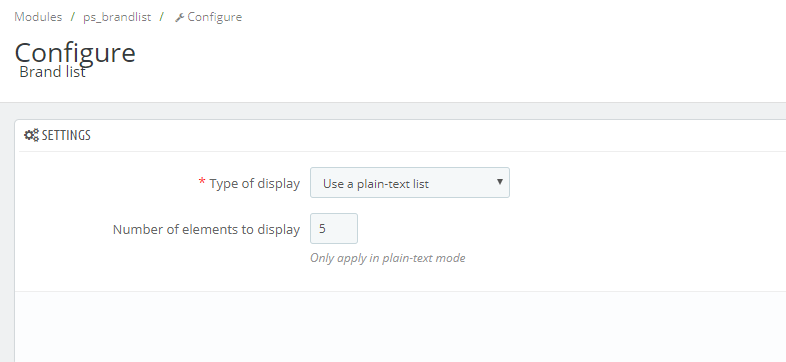 Modules / ps_brandlist / Configure
Configure
Brand list
SETTINGS
* Type of display Use a plain-text list
Number of elements to display 5
Only apply in plain-text mode